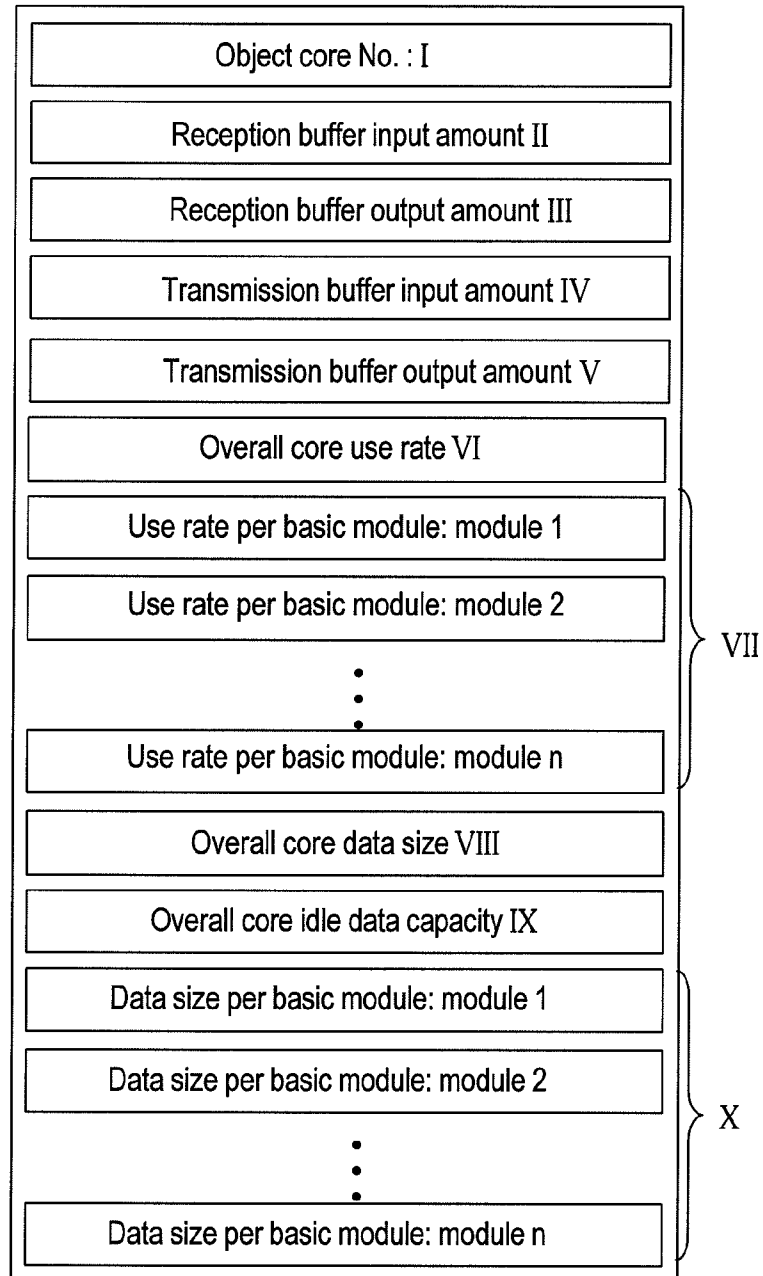 Object core No. : I
Reception buffer input amount II
Reception buffer output amount III
Transmission buffer input amount IV
Transmission buffer output amount V
Overall core use rate VI
Use rate per basic module: module 1
Use rate per basic module: module 2
VII
Use rate per basic module: module n
Overall core data size VIII
Overall core idle data capacity IX
Data size per basic module: module 1
Data size per basic module: module 2
X
Data size per basic module: module n